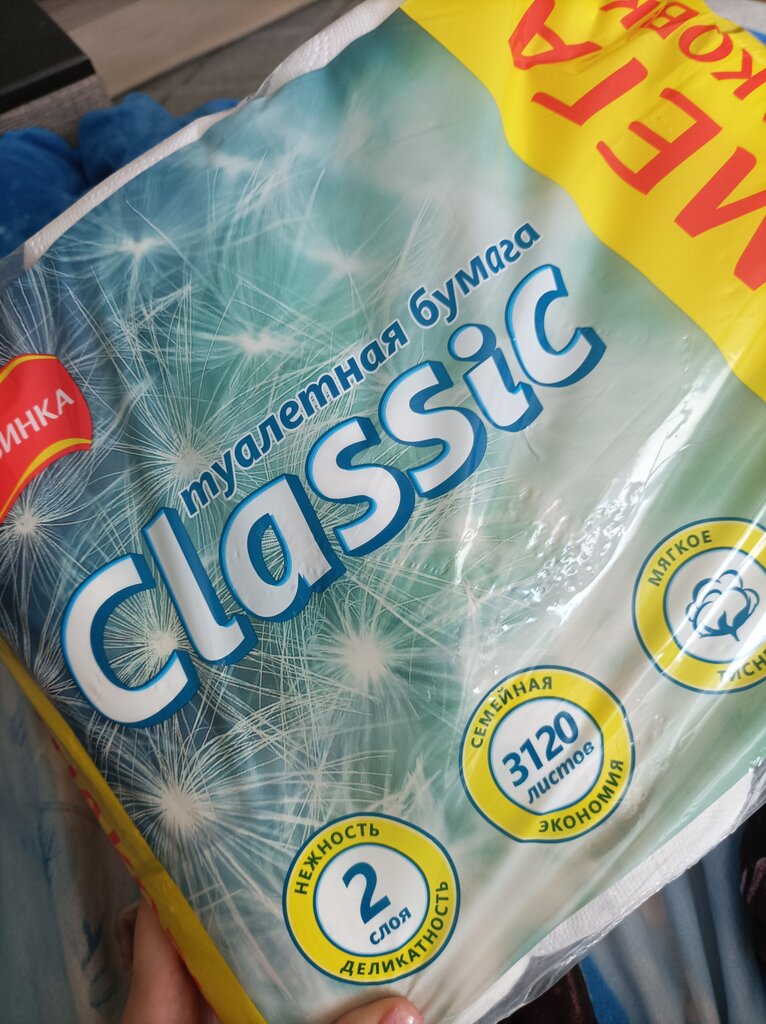 МЕГА
туалетная бумага
Classic
МЯГКОЕ
СЕМЕЙНАЯ
3120
листов
ЭКОНОМИЯ
НЕЖНОСТЬ
2
слоя
ДЕЛИКАТНОСТЬ